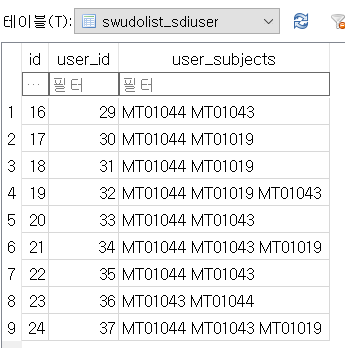 테이블(T): swudolist_sdiuser
id user_id user_subjects
... 필터 필터
1 16 29 MT01044 MT01043
2 17 30 MT01044 MT01019
3 18 31 MT01044 MT01019
4 19 32 MT01044 MT01019 MT01043
5 20 33 MT01044 MT01043
6 21 34 MT01044 MT01043 MT01019
7 22 35 MT01044 MT01043
8 23 36 MT01043 MT01044
9 24 37 MT01044 MT01043 MT01019